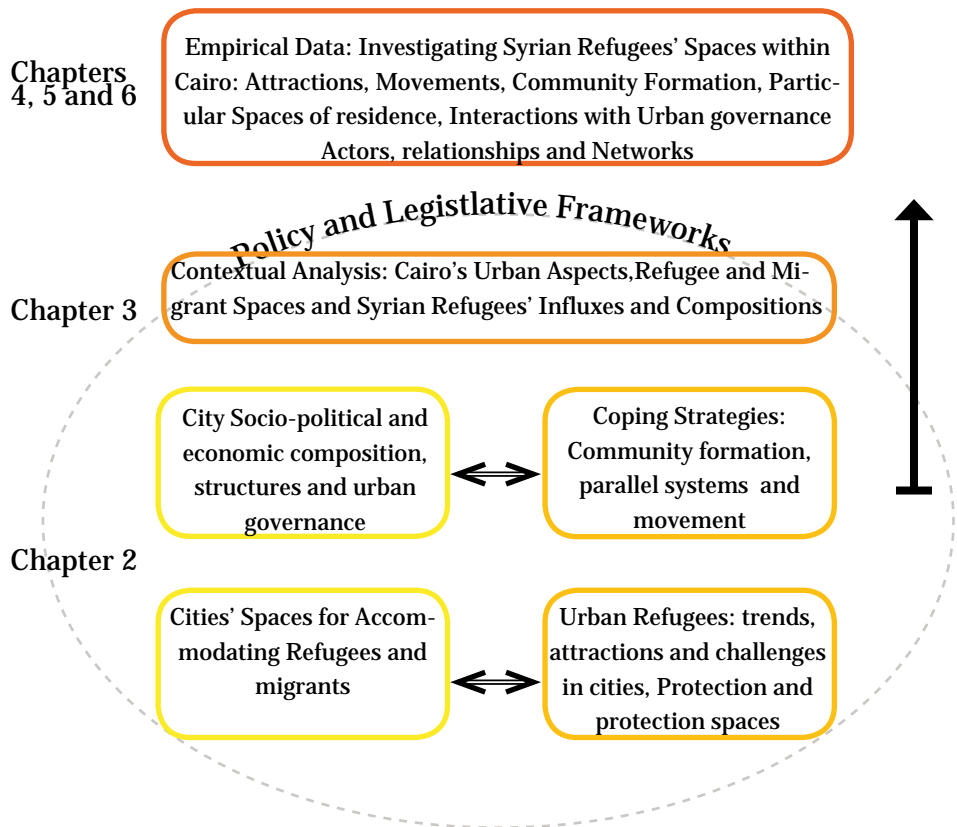 Chapters
4, 5 and 6
Empirical Data: Investigating Syrian Refugees’ Spaces within
Cairo: Attractions, Movements, Community Formation, Partic-
ular Spaces of residence, Interactions with Urban governance
Actors, relationships and Networks
Policy and Legistlative Frameworks
Chapter 3
Contextual Analysis: Cairo’s Urban Aspects,Refugee and Mi-
grant Spaces and Syrian Refugees’ Influxes and Compositions
City Socio-political and
economic composition,
structures and urban
governance
Coping Strategies:
Community formation,
parallel systems and
movement
Chapter 2
Cities’ Spaces for Accom-
modating Refugees and
migrants
Urban Refugees: trends,
attractions and challenges
in cities, Protection and
protection spaces